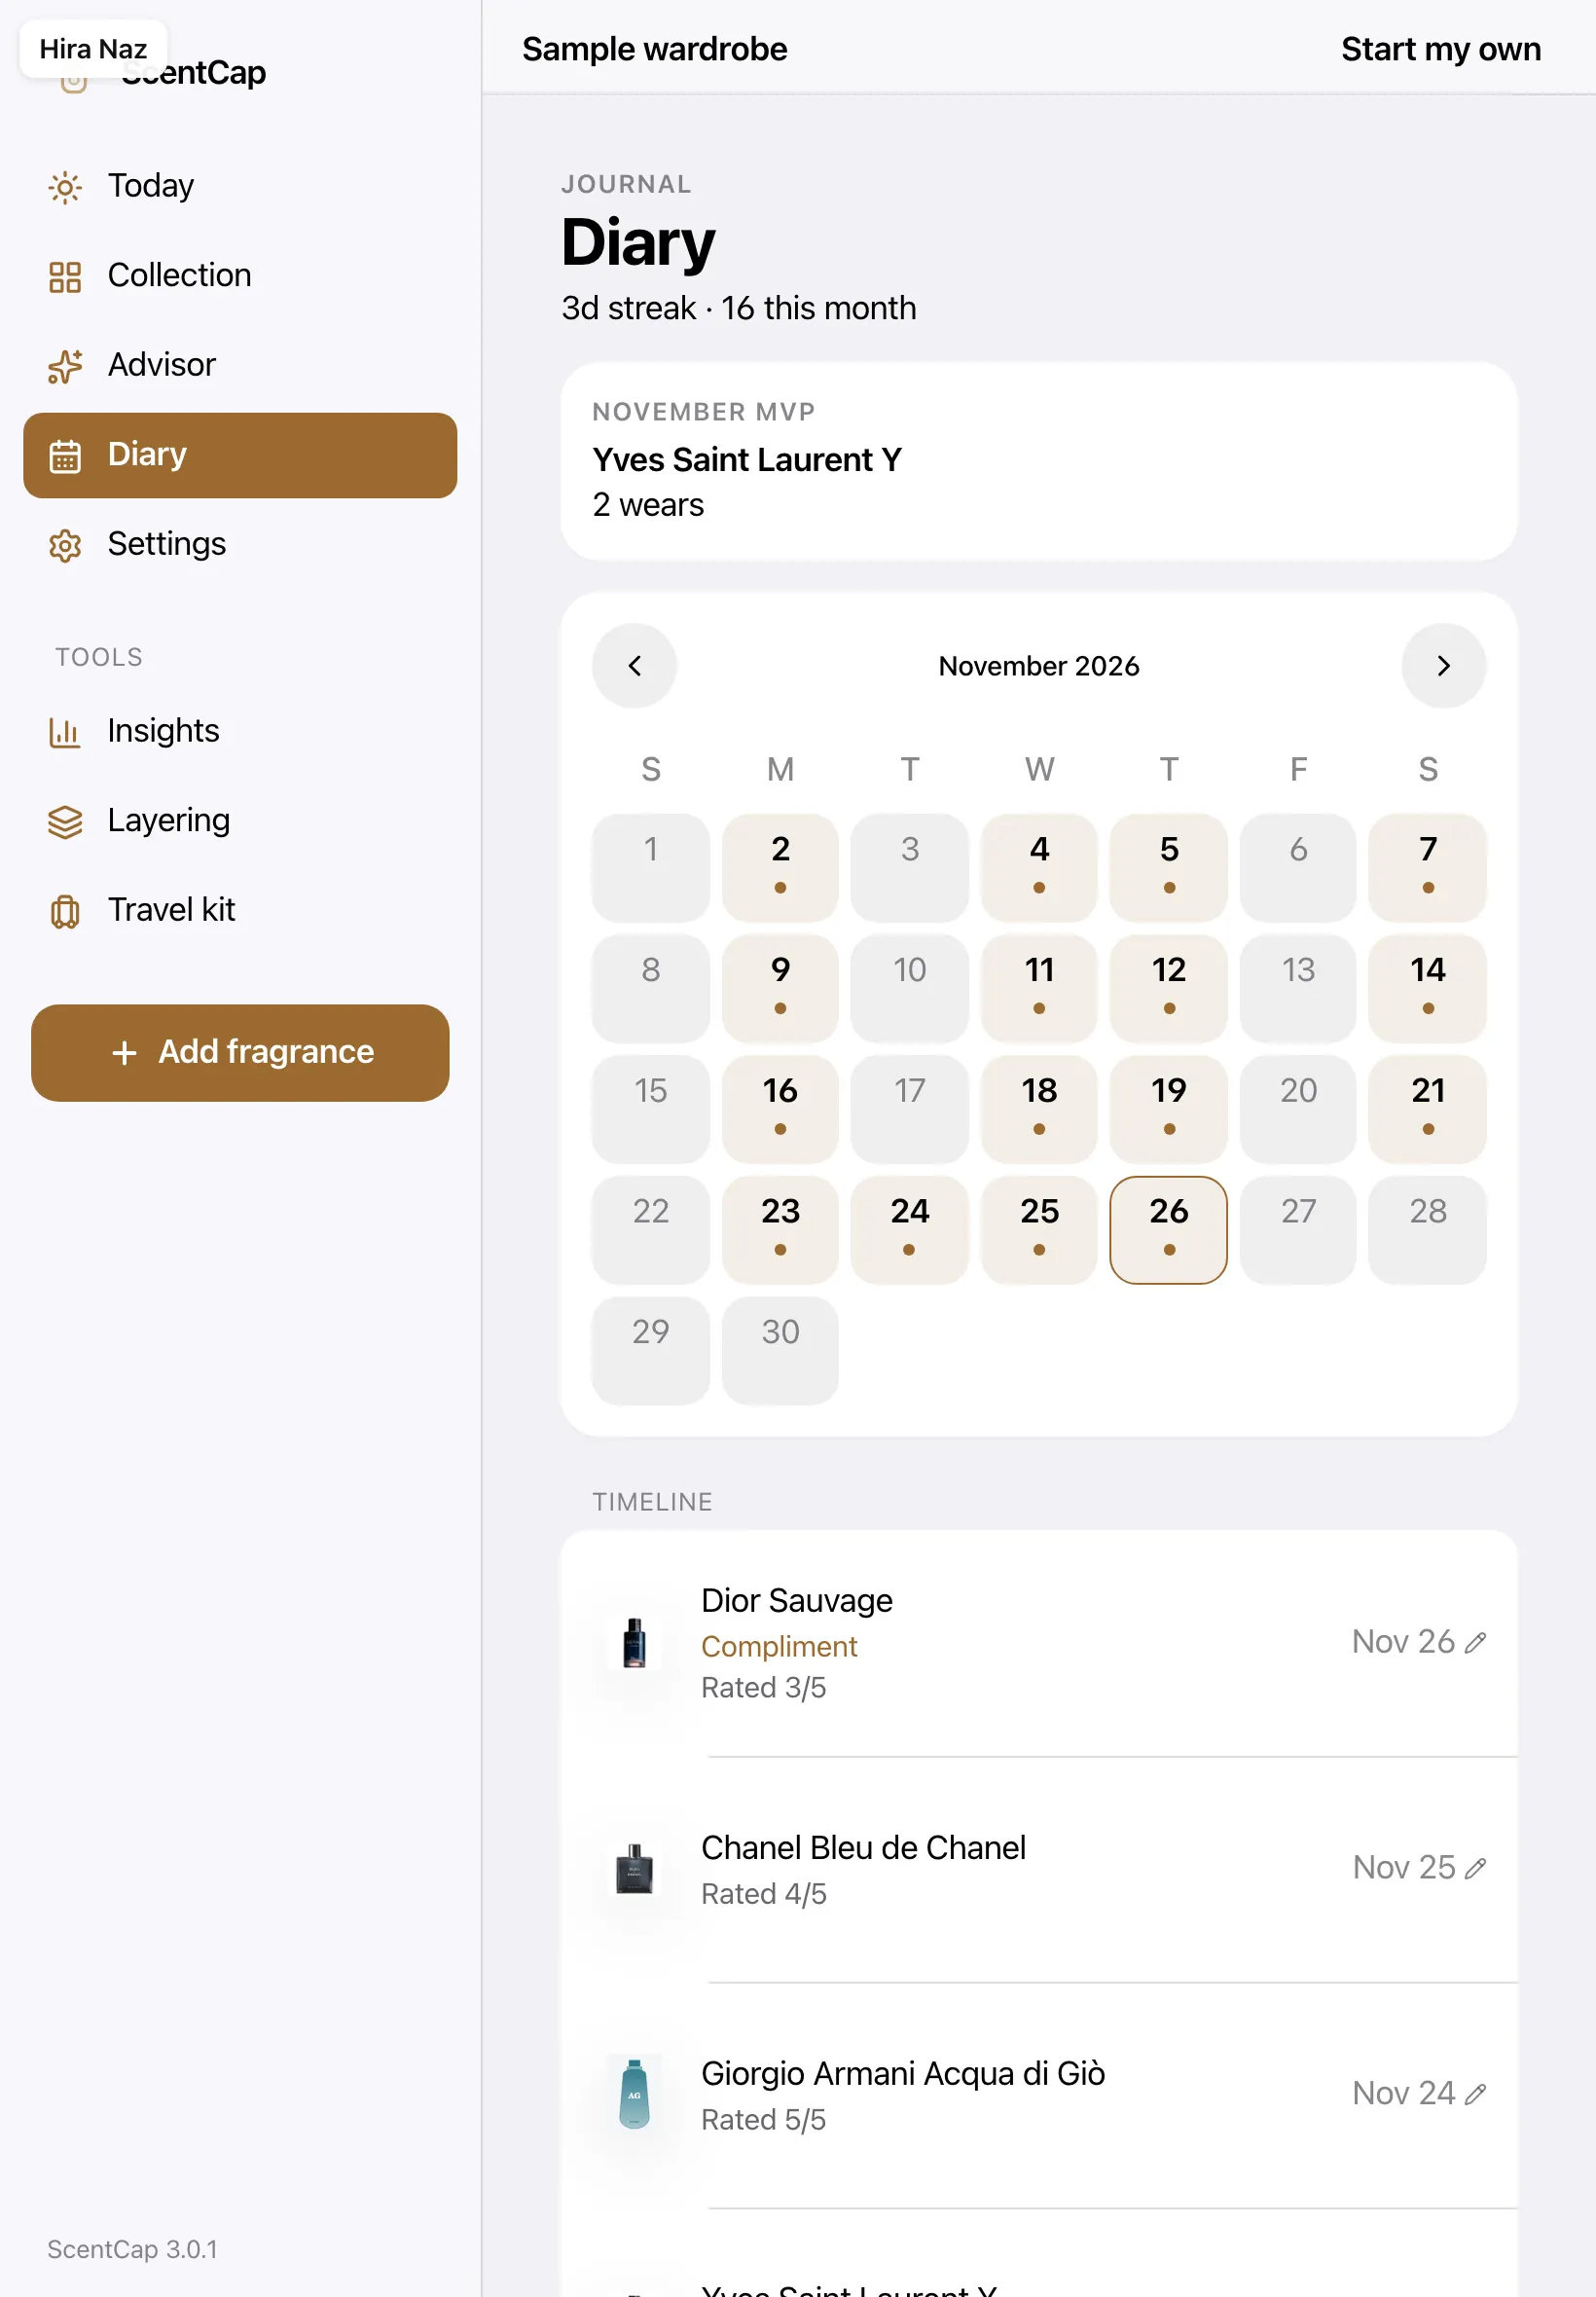 Hira Naz
ScentCap
Today
Collection
Advisor
Diary
Settings
TOOLS
Insights
Layering
Travel kit
+ Add fragrance
ScentCap 3.0.1
Sample wardrobe
Start my own
JOURNAL
Diary
3d streak · 16 this month
NOVEMBER MVP
Yves Saint Laurent Y
2 wears
November 2026
S M T W T F S
1 2 3 4 5 6 7
8 9 10 11 12 13 14
15 16 17 18 19 20 21
22 23 24 25 26 27 28
29 30
TIMELINE
Dior Sauvage
Compliment
Rated 3/5
Nov 26
Chanel Bleu de Chanel
Rated 4/5
Nov 25
AG
Giorgio Armani Acqua di Giò
Rated 5/5
Nov 24
Yves Saint Laurent Y